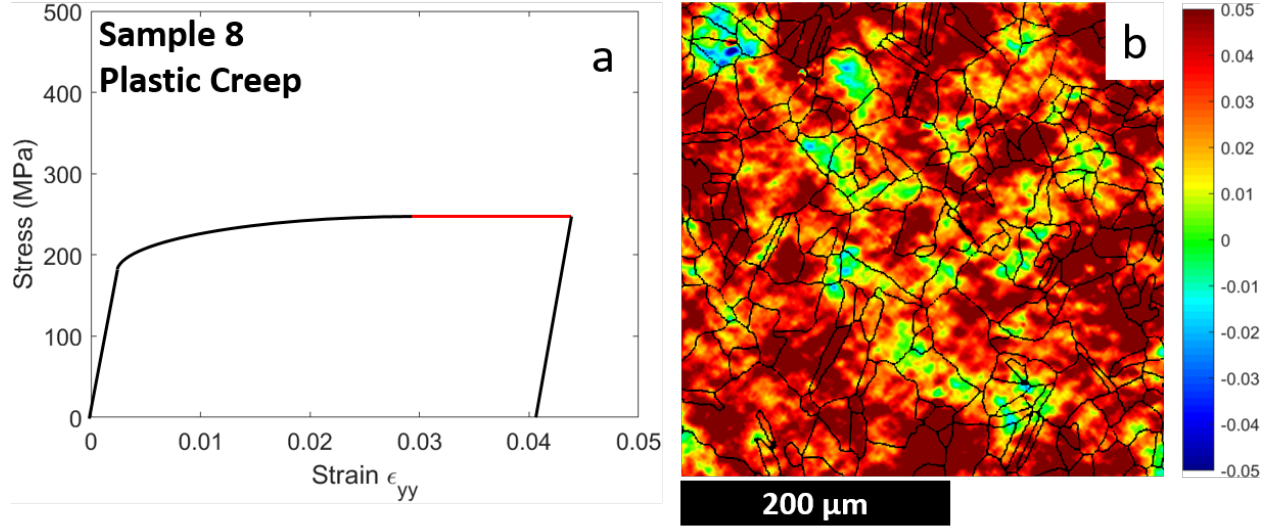 Sample 8
Plastic Creep
a
500
400
300
200
100
0
Stress (MPa)
0 0.01 0.02 0.03 0.04 0.05
Strain ϵyy
b
200 µm
0.05
0.04
0.03
0.02
0.01
0
-0.01
-0.02
-0.03
-0.04
-0.05